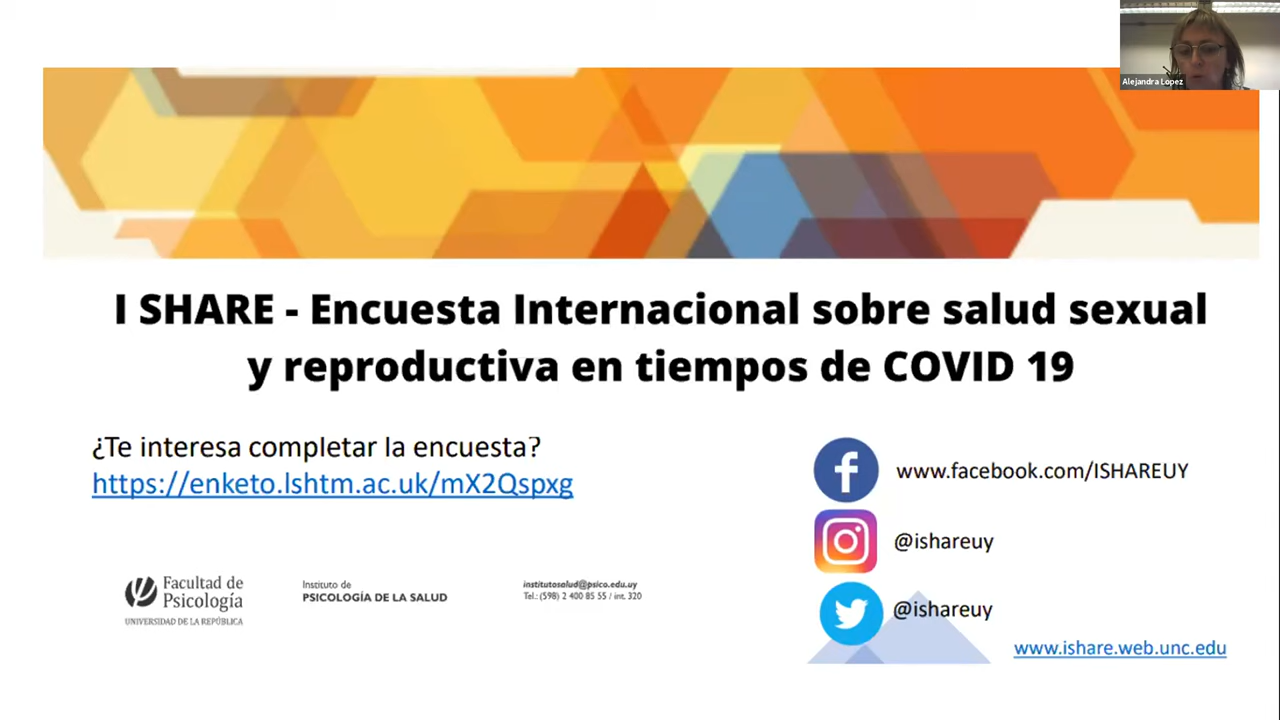 Alejandra Lopez
I SHARE - Encuesta Internacional sobre salud sexual
y reproductiva en tiempos de COVID 19
¿Te interesa completar la encuesta?
https://enketo.lshtm.ac.uk/mX2Qspxg
www.facebook.com/ISHAREUY
@ishareuy
@ishareuy
www.ishare.web.unc.edu
Facultad de
Psicología
UNIVERSIDAD DE LA REPÚBLICA
Instituto de
PSICOLOGÍA DE LA SALUD
institutosalud@psico.edu.uy
Tel.: (598) 2 400 85 55 / int. 320